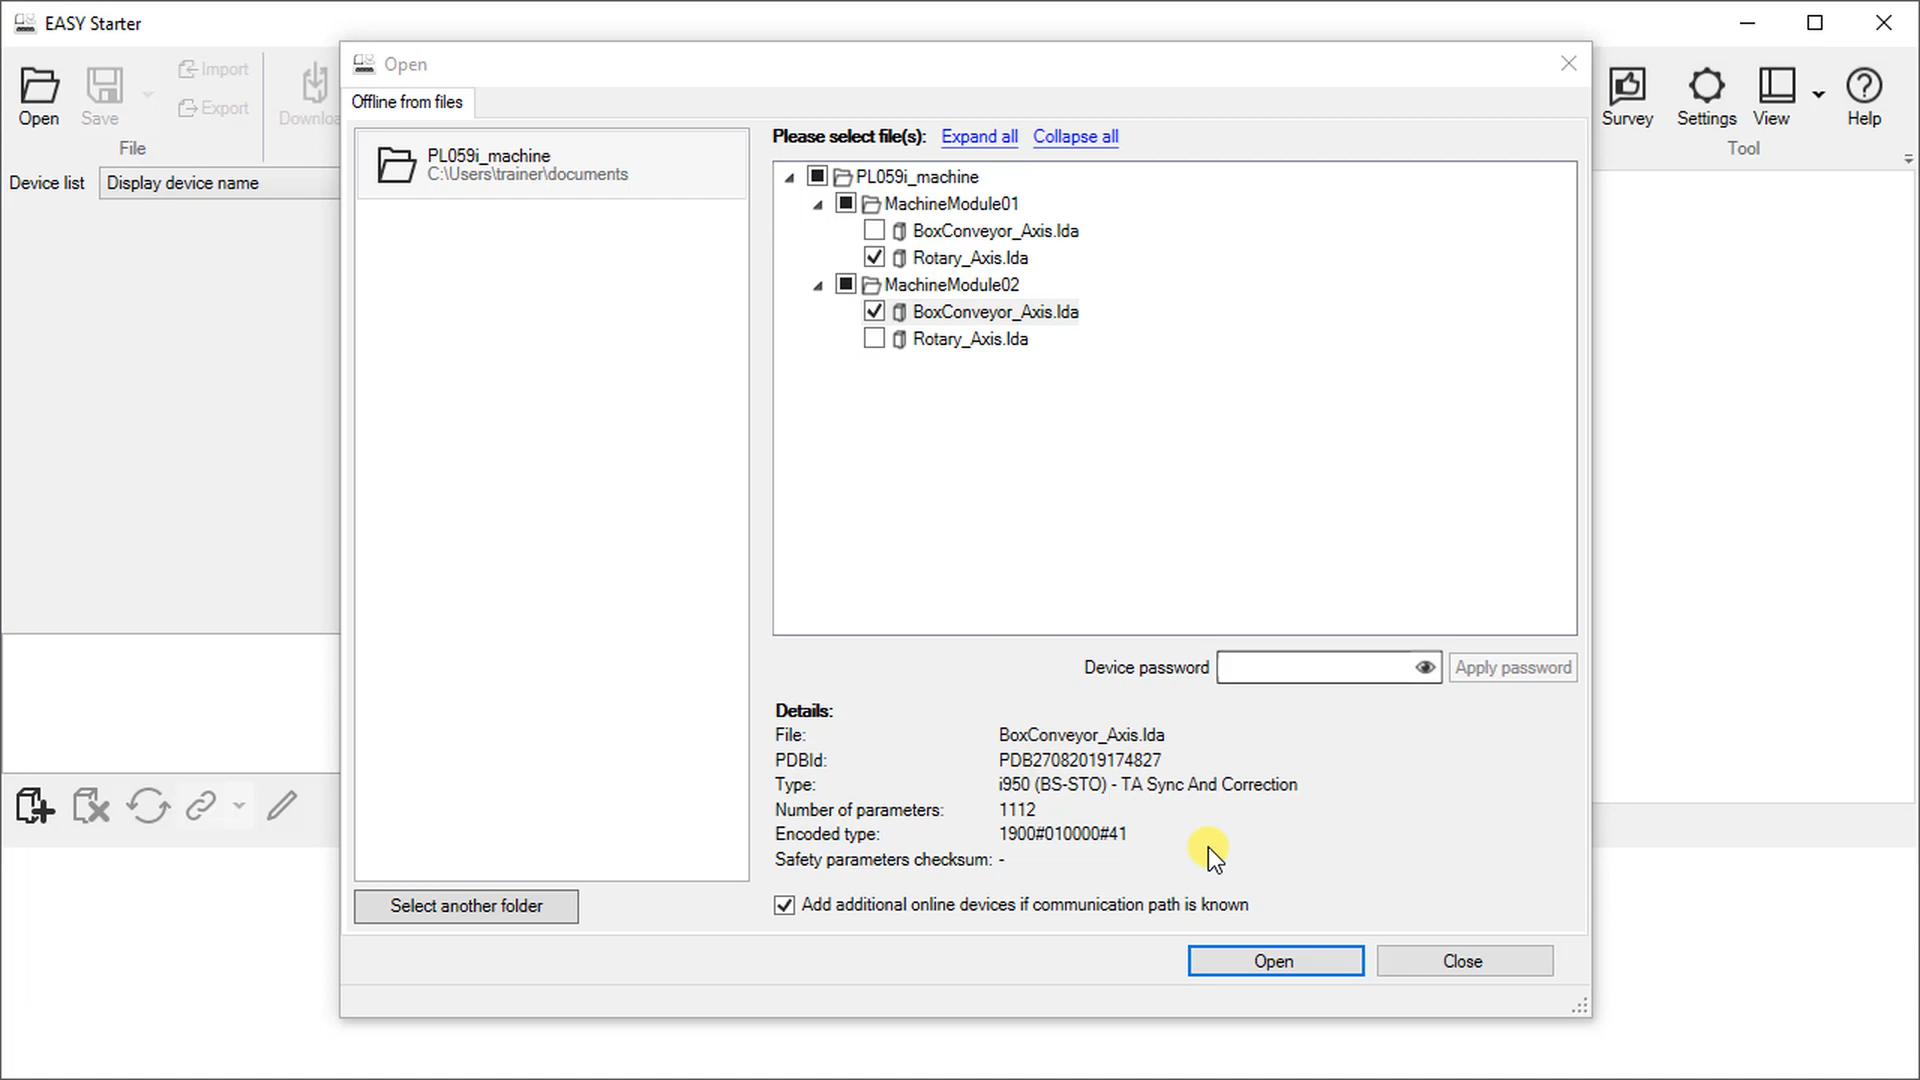 EASY Starter
Open
Save
Import
Export
Downloa
File
Device list
Display device name
Open
Offline from files
PL059i_machine
C:\Users\trainer\documents
Select another folder
Please select file(s): Expand all Collapse all
PL059i_machine
MachineModule01
BoxConveyor_Axis.lda
Rotary_Axis.lda
MachineModule02
BoxConveyor_Axis.lda
Rotary_Axis.lda
Device password
Apply password
Details:
File: BoxConveyor_Axis.lda
PDBId: PDB27082019174827
Type: i950 (BS-STO) - TA Sync And Correction
Number of parameters: 1112
Encoded type: 1900#010000#41
Safety parameters checksum: -
Add additional online devices if communication path is known
Open
Close
Survey
Settings
View
Help
Tool